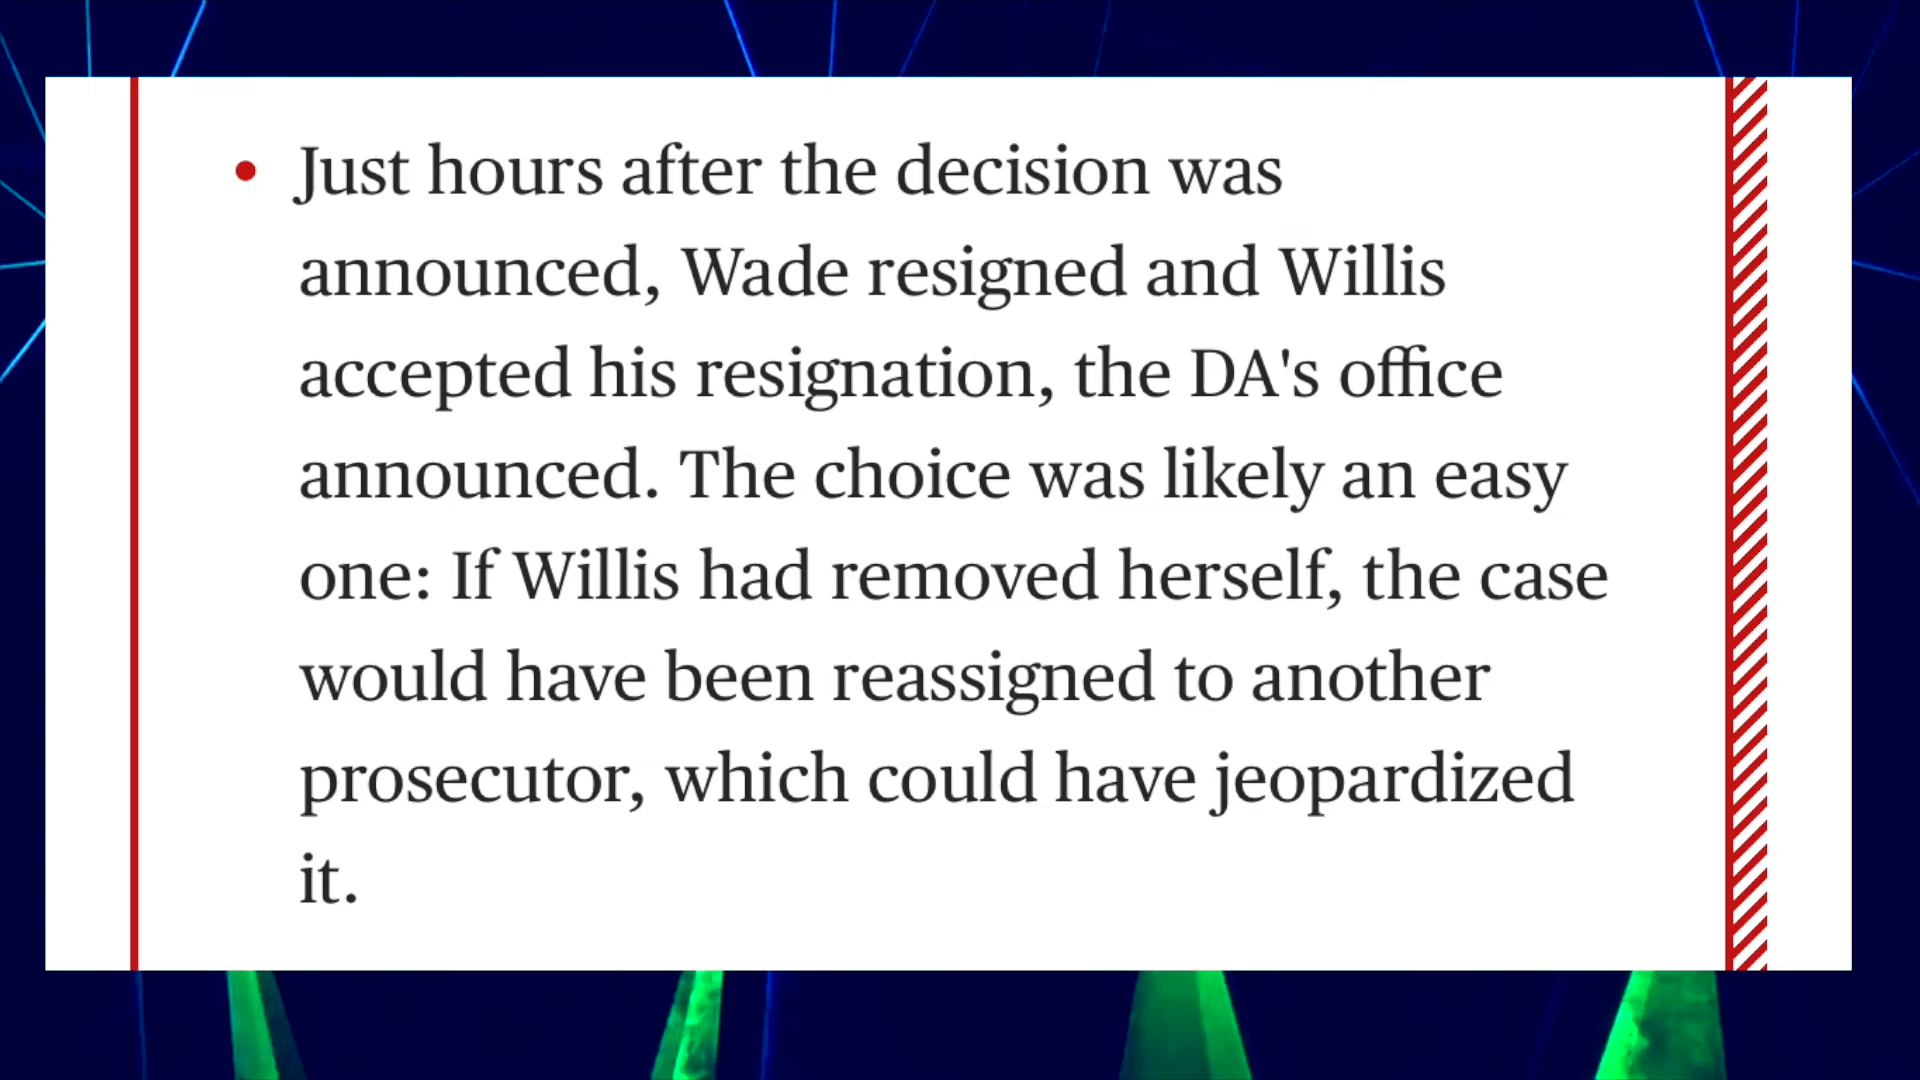 • Just hours after the decision was
announced, Wade resigned and Willis
accepted his resignation, the DA's office
announced. The choice was likely an easy
one: If Willis had removed herself, the case
would have been reassigned to another
prosecutor, which could have jeopardized
it.